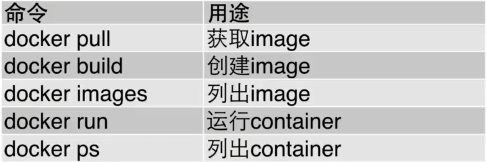 命令 用途
docker pull 获取image
docker build 创建image
docker images 列出image
docker run 运行container
docker ps 列出container